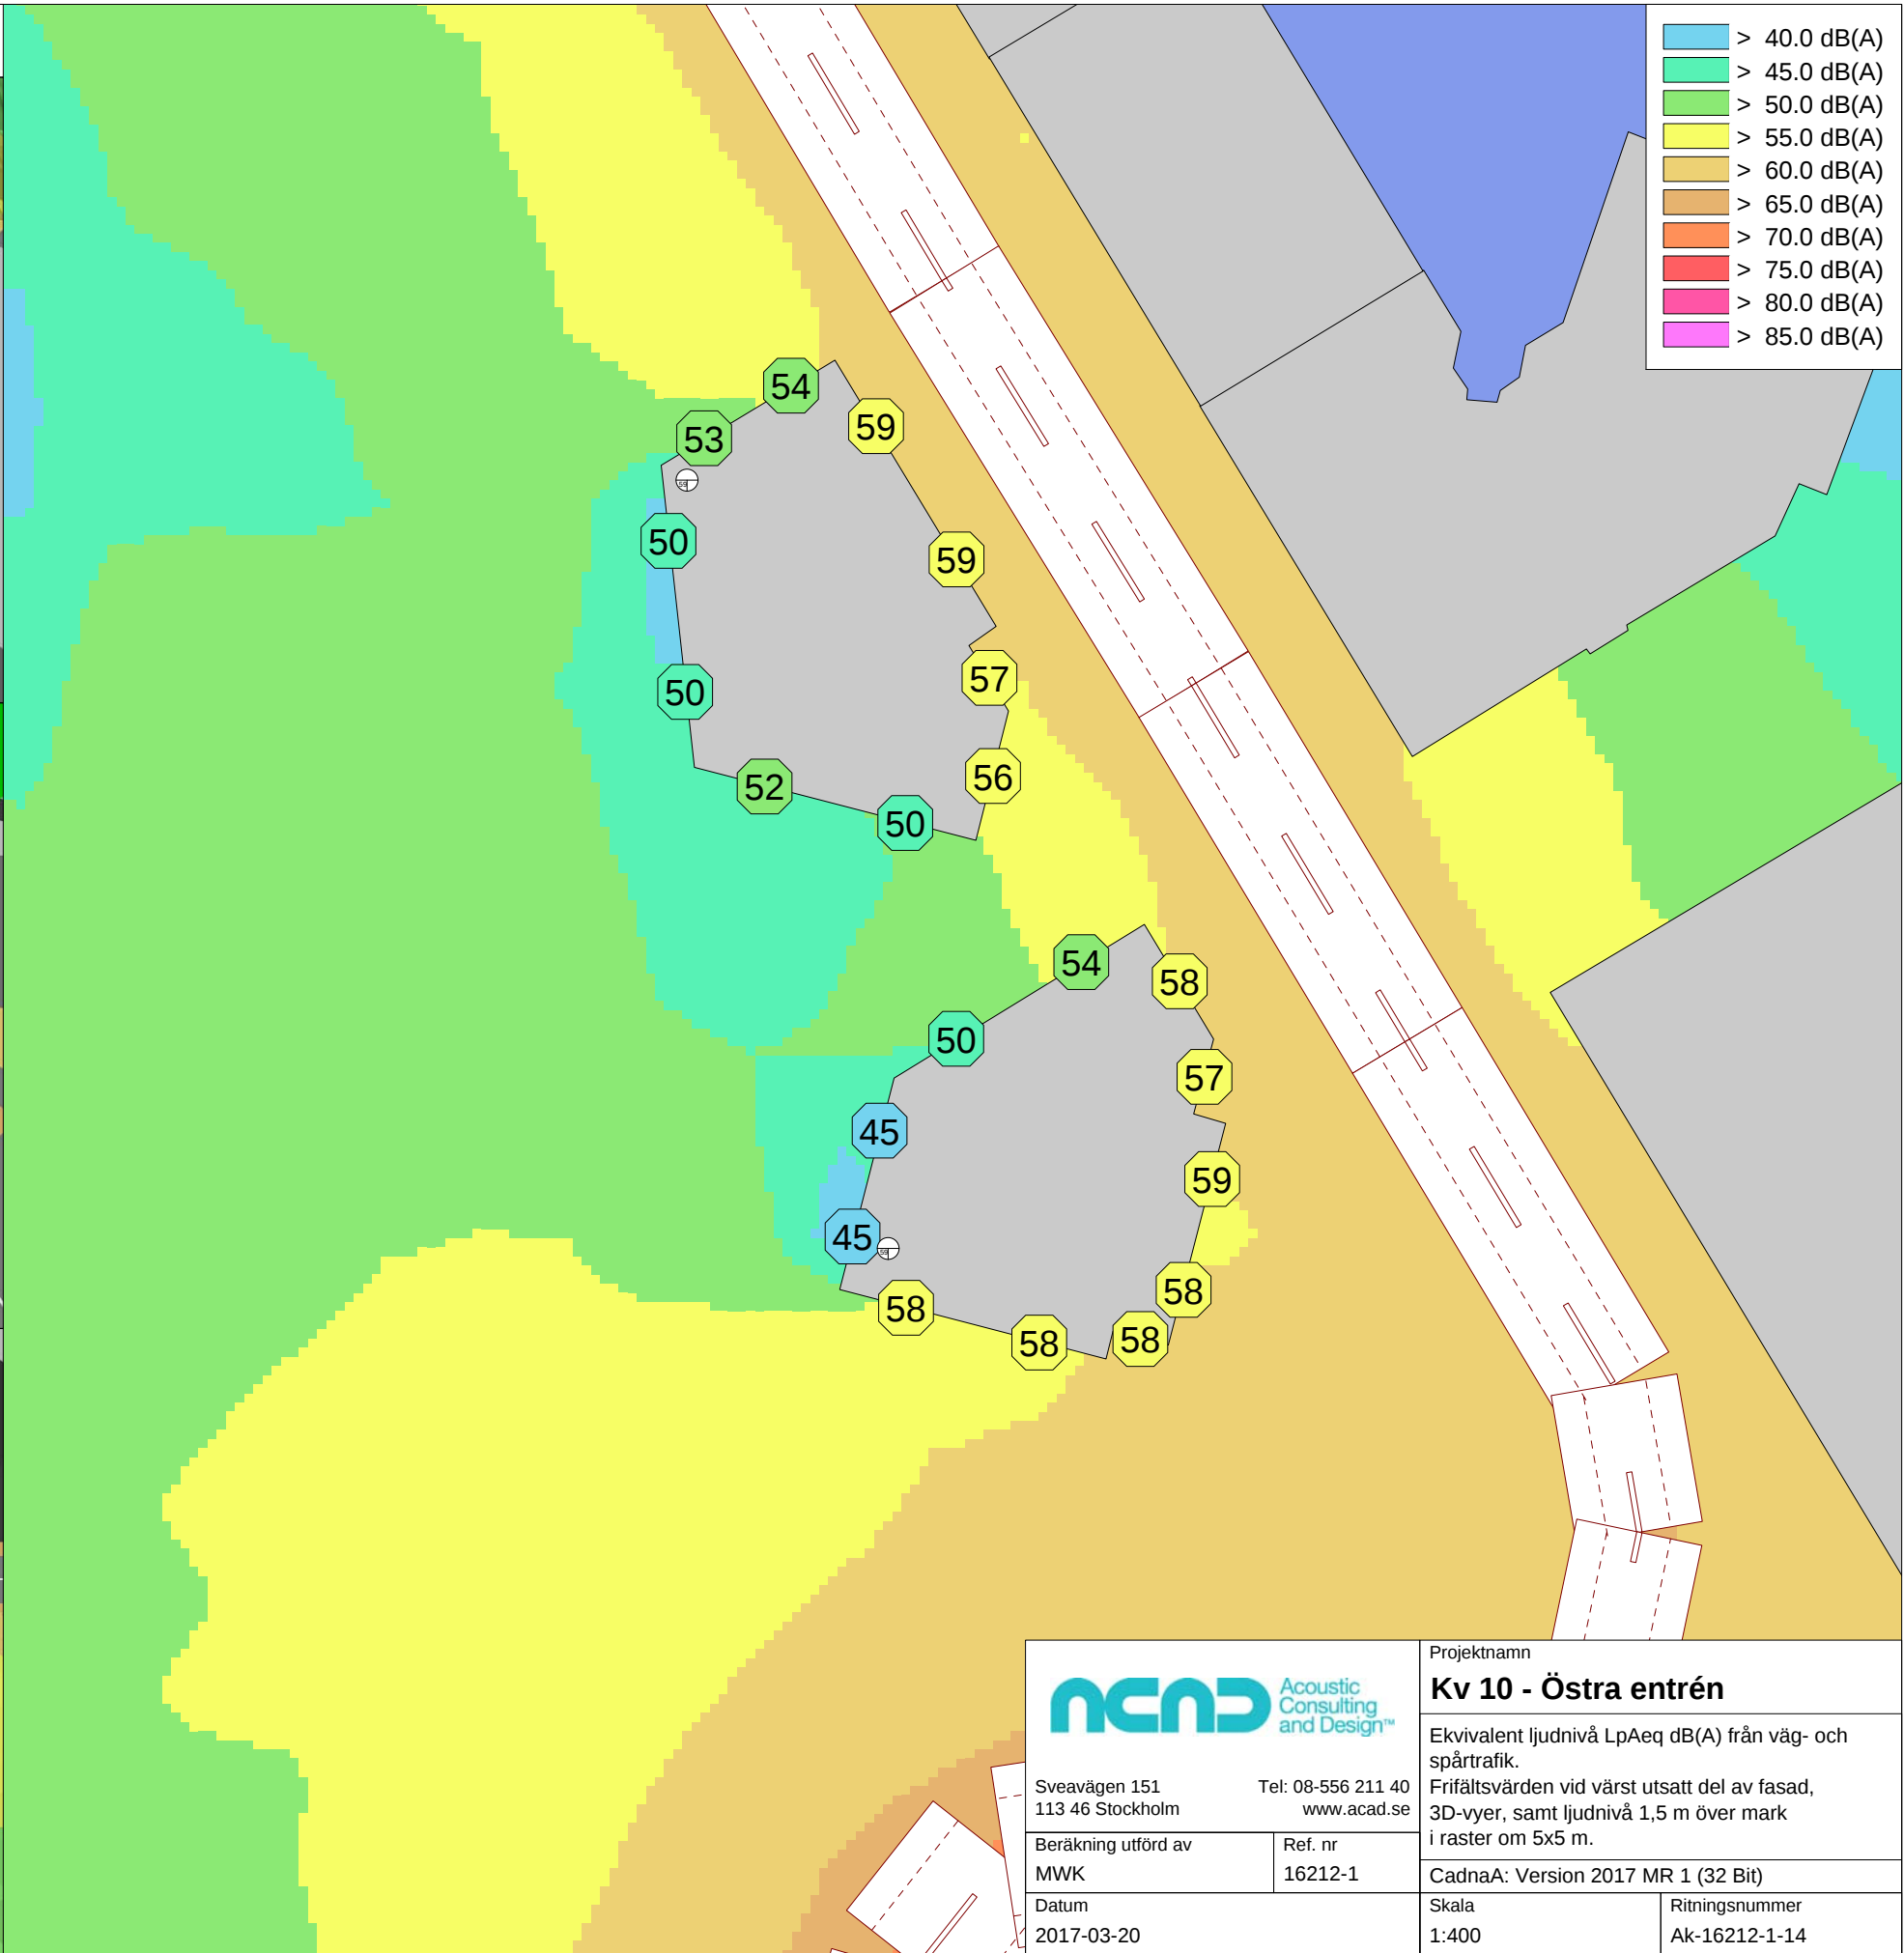 > 40.0 dB(A)
> 45.0 dB(A)
> 50.0 dB(A)
> 55.0 dB(A)
> 60.0 dB(A)
> 65.0 dB(A)
> 70.0 dB(A)
> 75.0 dB(A)
> 80.0 dB(A)
> 85.0 dB(A)
54
59
53
59
50
59
57
50
56
52
50
54
58
50
57
45
59
45
59
58
58
58
58
ACAD Acoustic
Consulting
and Design™
Sveavägen 151 Tel: 08-556 211 40
113 46 Stockholm www.acad.se
Beräkning utförd av
MWK
Ref. nr
16212-1
Datum
2017-03-20
Projektnamn
Kv 10 - Östra entrén
Ekvivalent ljudnivå LpAeq dB(A) från väg- och
spårtrafik.
Frifältsvärden vid värst utsatt del av fasad,
3D-vyer, samt ljudnivå 1,5 m över mark
i raster om 5x5 m.
CadnaA: Version 2017 MR 1 (32 Bit)
Skala
1:400
Ritningsnummer
Ak-16212-1-14